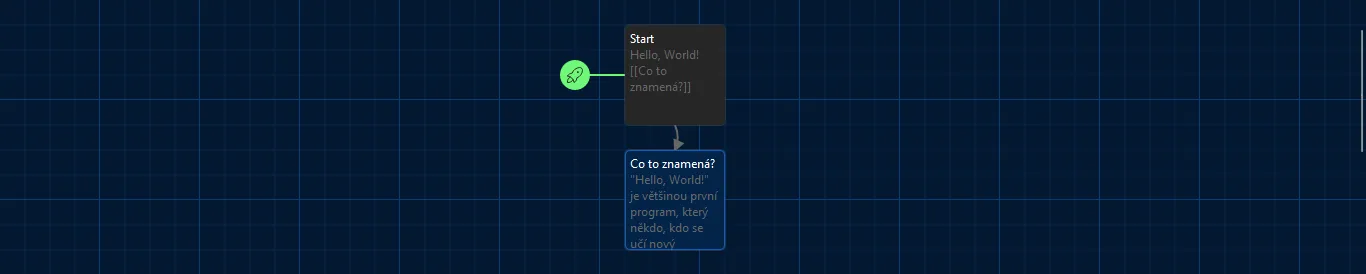 Start
Hello, World!
[[Co to
znamená?]]
Co to znamená?
"Hello, World!"
je většinou první
program, který
někdo, kdo se
učí nový